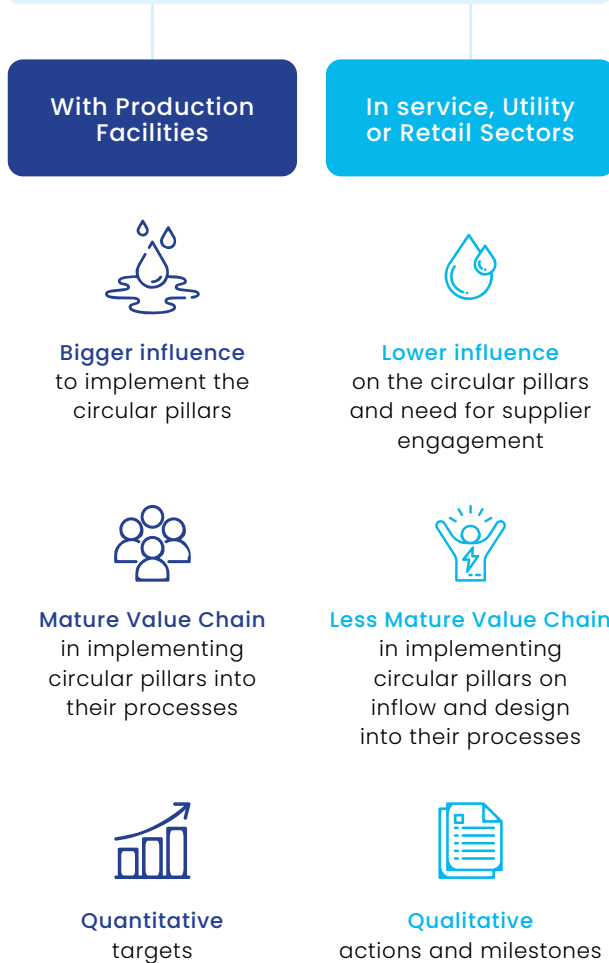 With Production
Facilities
In service, Utility
or Retail Sectors
Bigger influence
to implement the
circular pillars
Lower influence
on the circular pillars
and need for supplier
engagement
Mature Value Chain
in implementing
circular pillars into
their processes
Less Mature Value Chain
in implementing
circular pillars on
inflow and design
into their processes
Quantitative
targets
Qualitative
actions and milestones